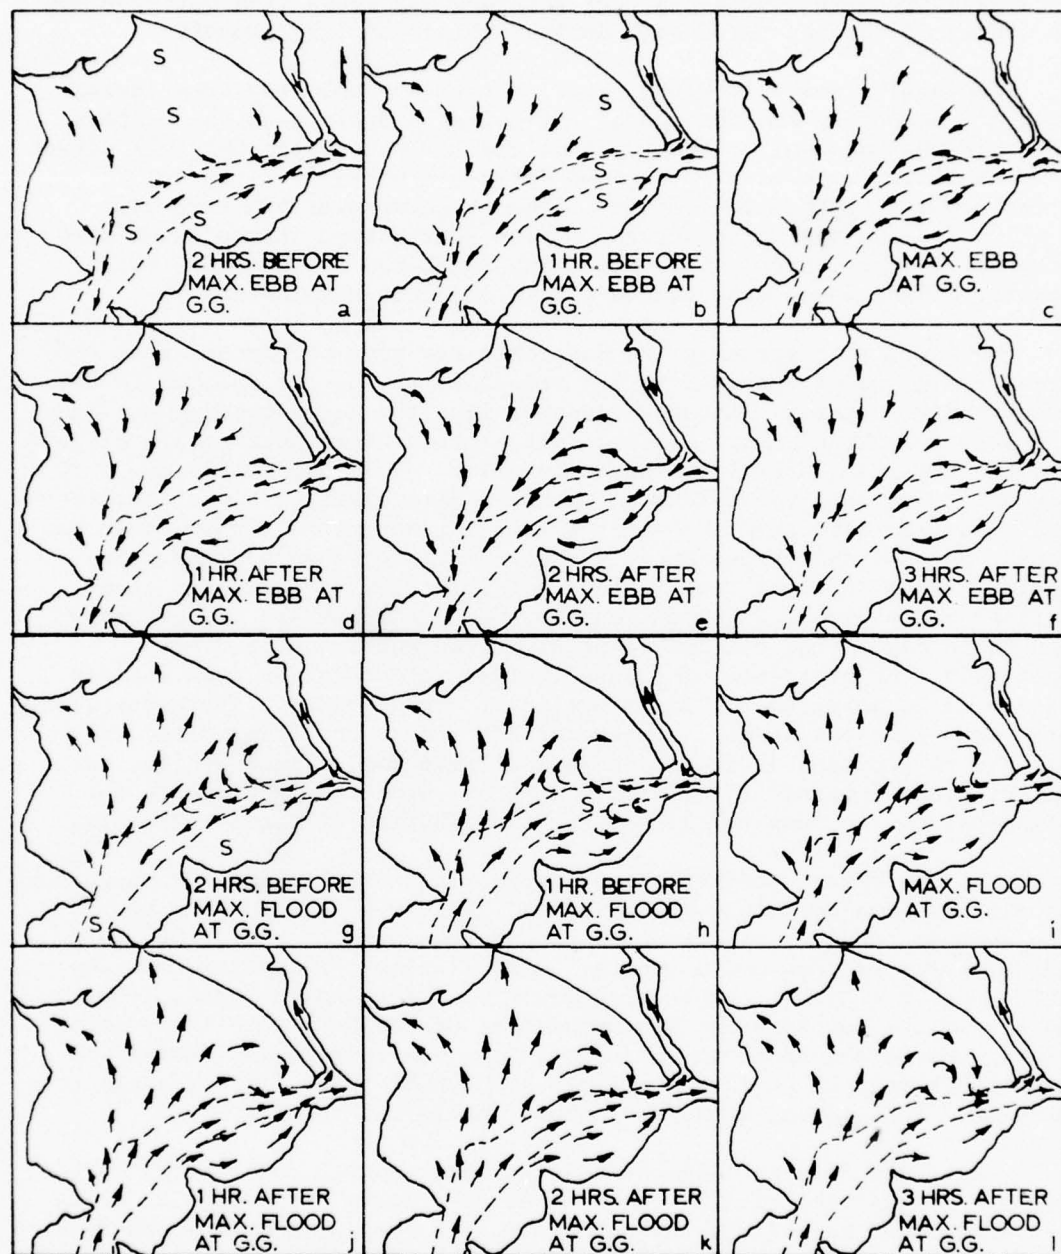 S
S
S
S
2 HRS. BEFORE
MAX. EBB AT
G.G.
a
S
S
S
1 HR. BEFORE
MAX. EBB AT
G.G.
b
MAX. EBB
AT G.G.
c
1 HR. AFTER
MAX. EBB AT
G.G.
d
2 HRS. AFTER
MAX. EBB AT
G.G.
e
3 HRS. AFTER
MAX. EBB AT
G.G.
f
S
S
2 HRS. BEFORE
MAX. FLOOD
AT G.G.
g
S
1 HR. BEFORE
MAX. FLOOD
AT G.G.
h
MAX. FLOOD
AT G.G.
i
1 HR. AFTER
MAX. FLOOD
AT G.G.
j
2 HRS. AFTER
MAX. FLOOD
AT G.G.
k
3 HRS. AFTER
MAX. FLOOD
AT G.G.
l